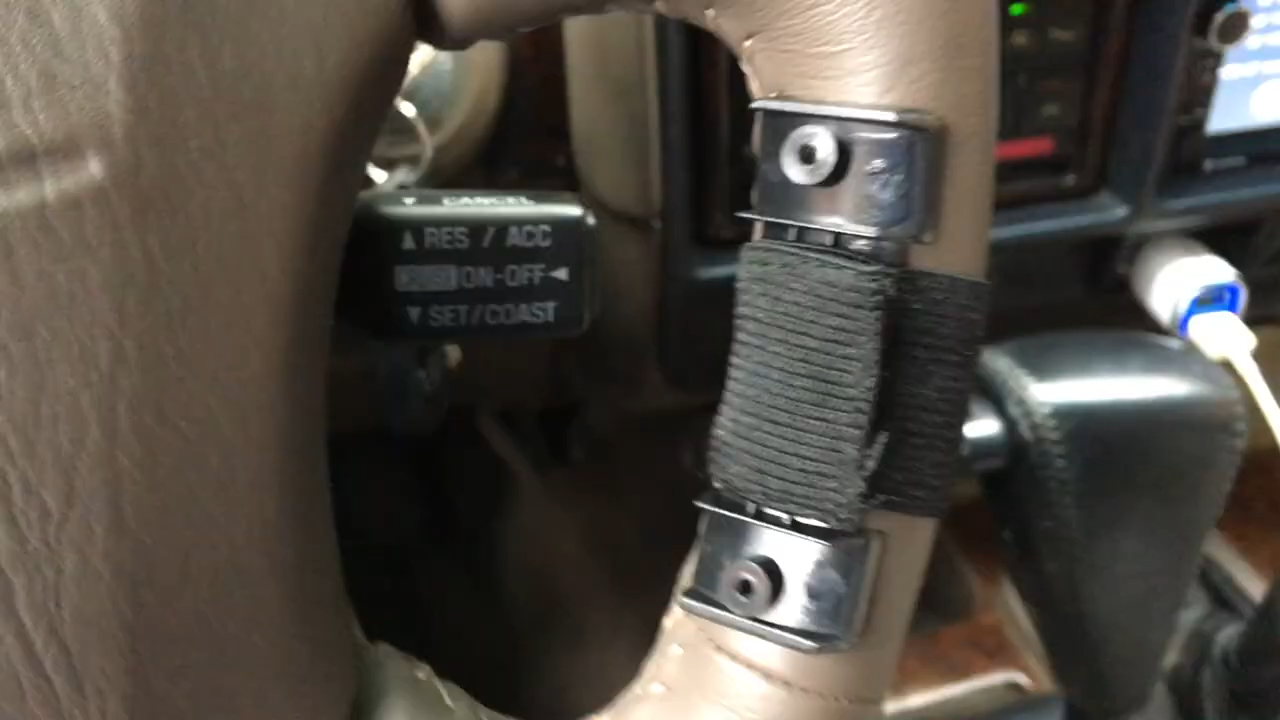 ▼ CANCEL
▲RES / ACC
ON-OFF◄
▼SET/COAST